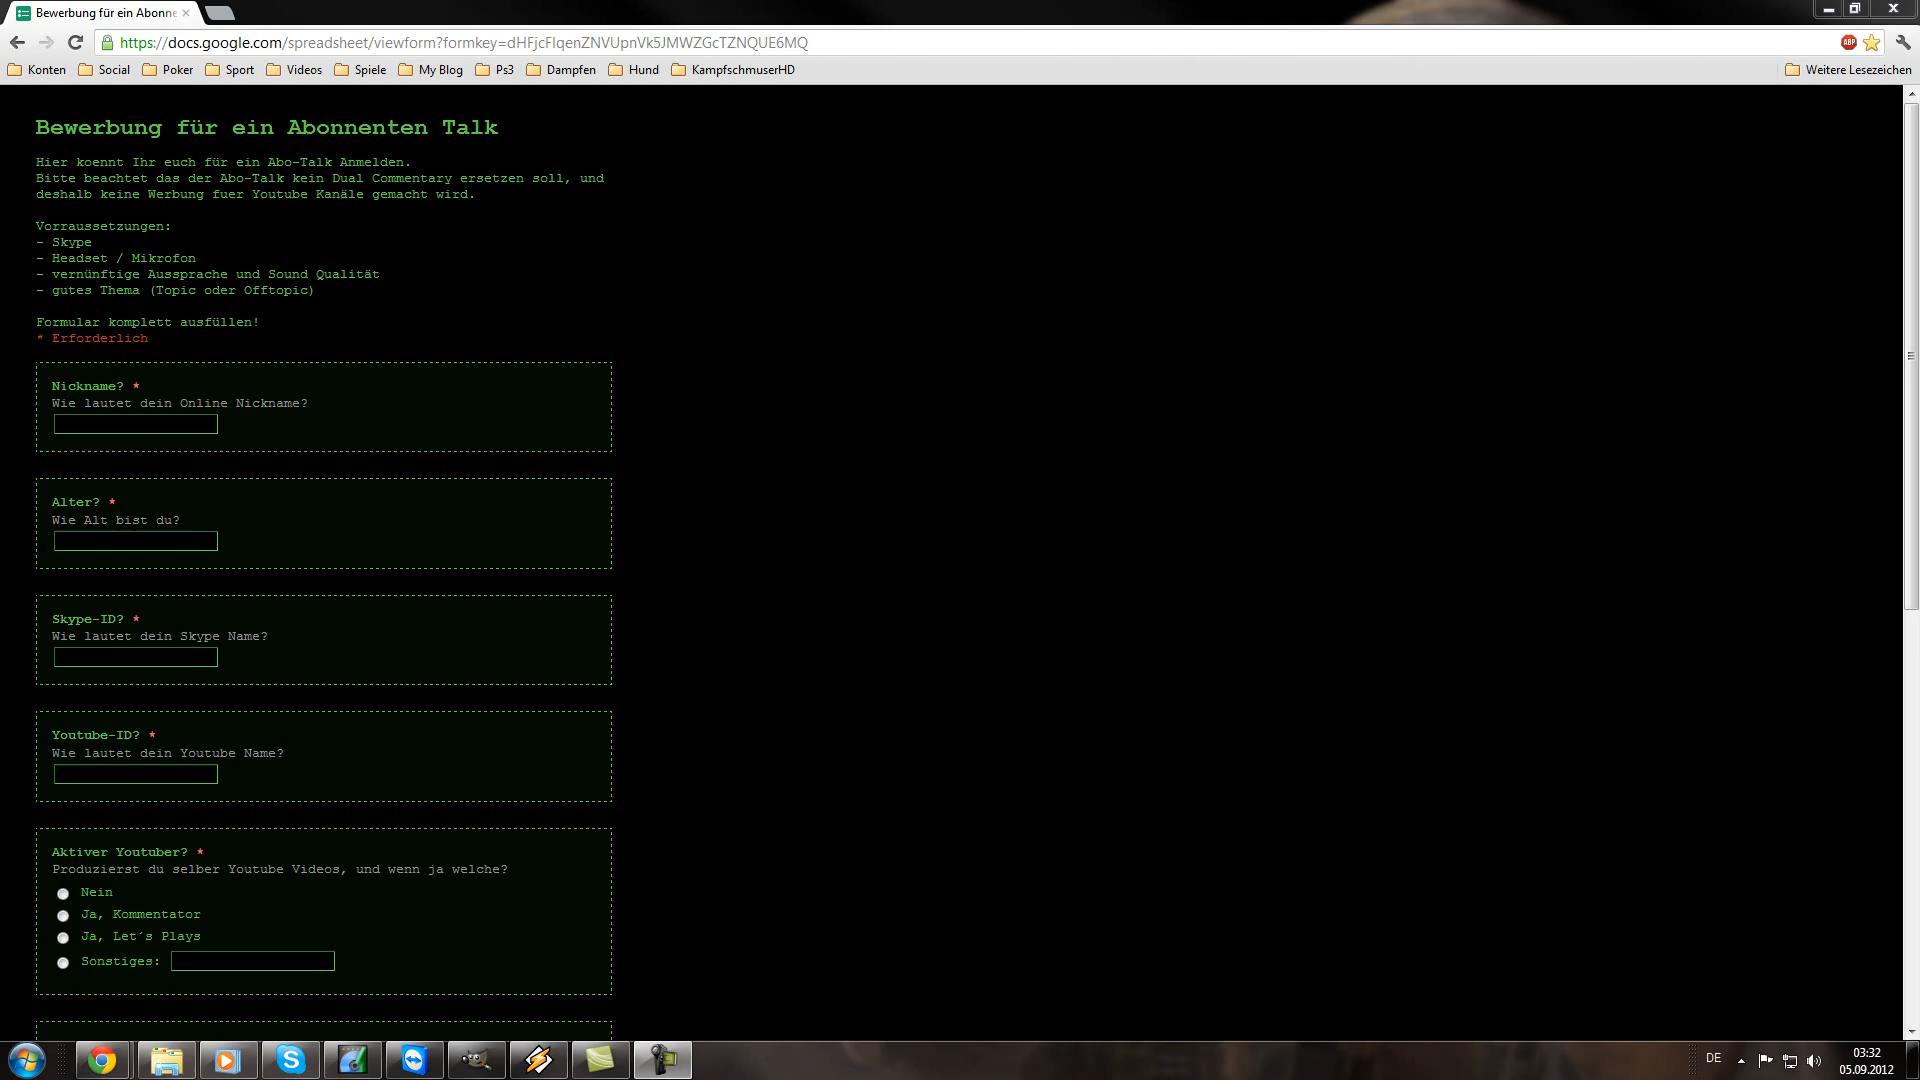 Bewerbung für ein Abonne
https://docs.google.com/spreadsheet/viewform?formkey=dHFjcFlqenZNVUpnVk5JMWZGcTZNQUE6MQ
ABP
Konten Social Poker Sport Videos Spiele My Blog Ps3 Dampfen Hund KampfschmuserHD Weitere Lesezeichen
Bewerbung für ein Abonnenten Talk
Hier koennt Ihr euch für ein Abo-Talk Anmelden.
Bitte beachtet das der Abo-Talk kein Dual Commentary ersetzen soll, und
deshalb keine Werbung fuer Youtube Kanäle gemacht wird.
Vorraussetzungen:
- Skype
- Headset / Mikrofon
- vernünftige Aussprache und Sound Qualität
- gutes Thema (Topic oder Offtopic)
Formular komplett ausfüllen!
* Erforderlich
Nickname? *
Wie lautet dein Online Nickname?
Alter? *
Wie Alt bist du?
Skype-ID? *
Wie lautet dein Skype Name?
Youtube-ID? *
Wie lautet dein Youtube Name?
Aktiver Youtuber? *
Produzierst du selber Youtube Videos, und wenn ja welche?
Nein
Ja, Kommentator
Ja, Let´s Plays
Sonstiges:
DE
03:32
05.09.2012